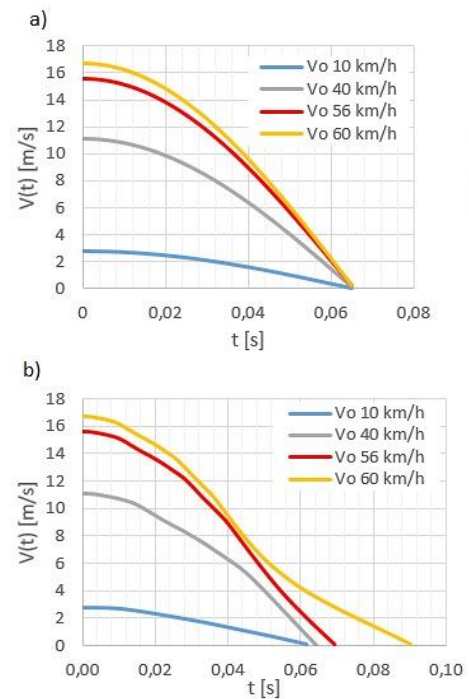 a)
18
16
14
12
10
8
6
4
2
0
V(t) [m/s]
Vo 10 km/h
Vo 40 km/h
Vo 56 km/h
Vo 60 km/h
0 0,02 0,04 0,06 0,08
t [s]
b)
18
16
14
12
10
8
6
4
2
0
V(t) [m/s]
Vo 10 km/h
Vo 40 km/h
Vo 56 km/h
Vo 60 km/h
0,00 0,02 0,04 0,06 0,08 0,10
t [s]